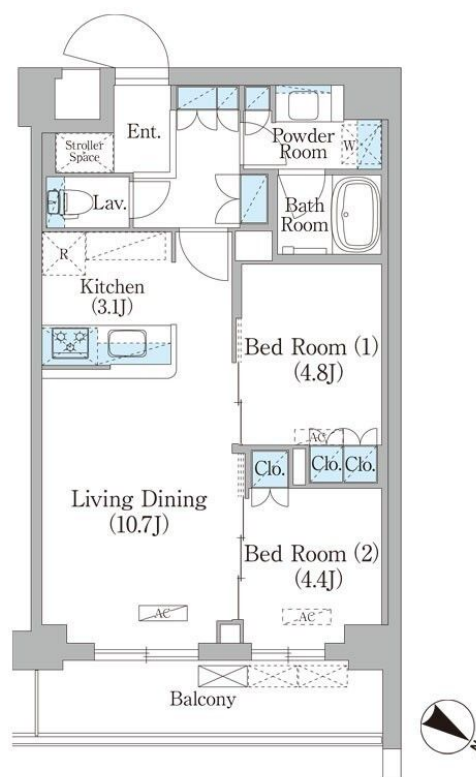 Ent.
Stroller
Space
Powder
Room
W
Lav.
Bath
Room
R
Kitchen
(3.1J)
Bed Room (1)
(4.8J)
AC
Clo.
Clo.
Clo.
Living Dining
(10.7J)
Bed Room (2)
(4.4J)
AC
AC
Balcony